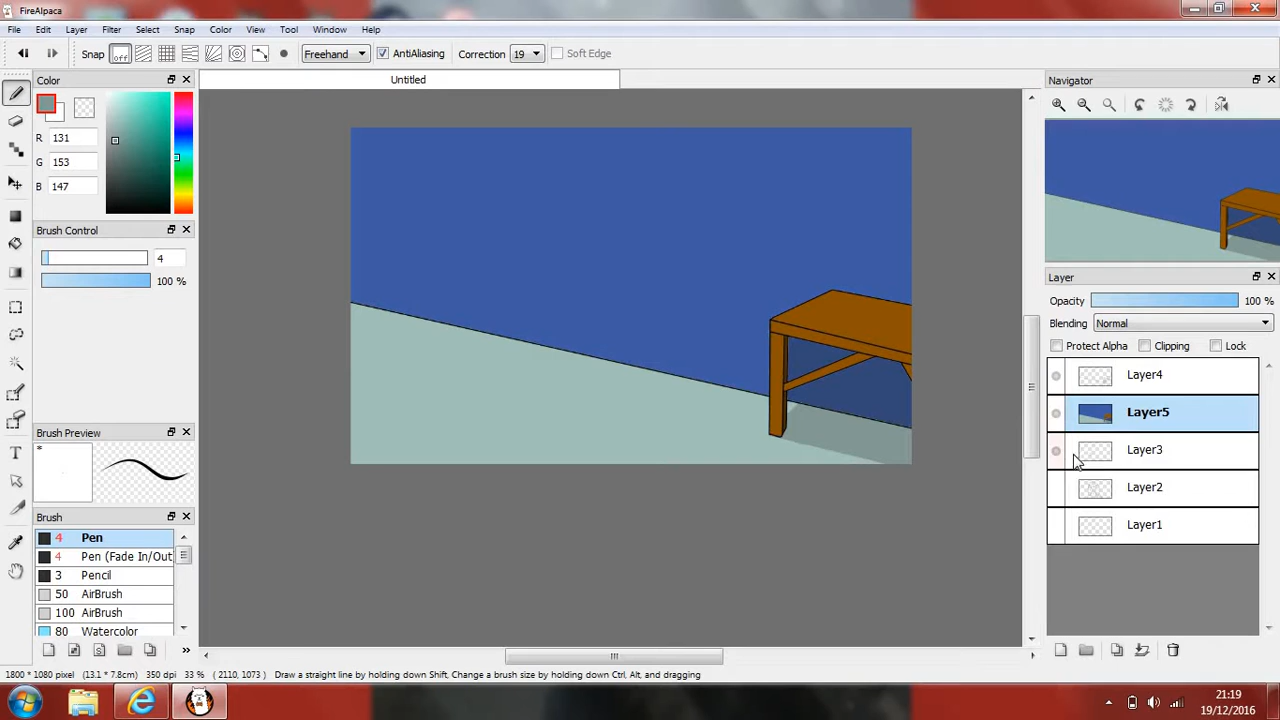 FireAlpaca
File Edit Layer Filter Select Snap Color View Tool Window Help
Snap off Freehand AntiAliasing Correction 19 Soft Edge
Color
Untitled
Navigator
R 131
G 153
B 147
Brush Control
4
100 %
Layer
Opacity 100 %
Blending Normal
Protect Alpha Clipping Lock
Layer4
Layer5
Layer3
Layer2
Layer1
Brush Preview
*
Brush
4 Pen
4 Pen (Fade In/Out
3 Pencil
50 AirBrush
100 AirBrush
80 Watercolor
1800 * 1080 pixel (13.1 * 7.8cm) 350 dpi 33 % ( 2110, 1073 ) Draw a straight line by holding down Shift, Change a brush size by holding down Ctrl, Alt, and dragging
21:19
19/12/2016